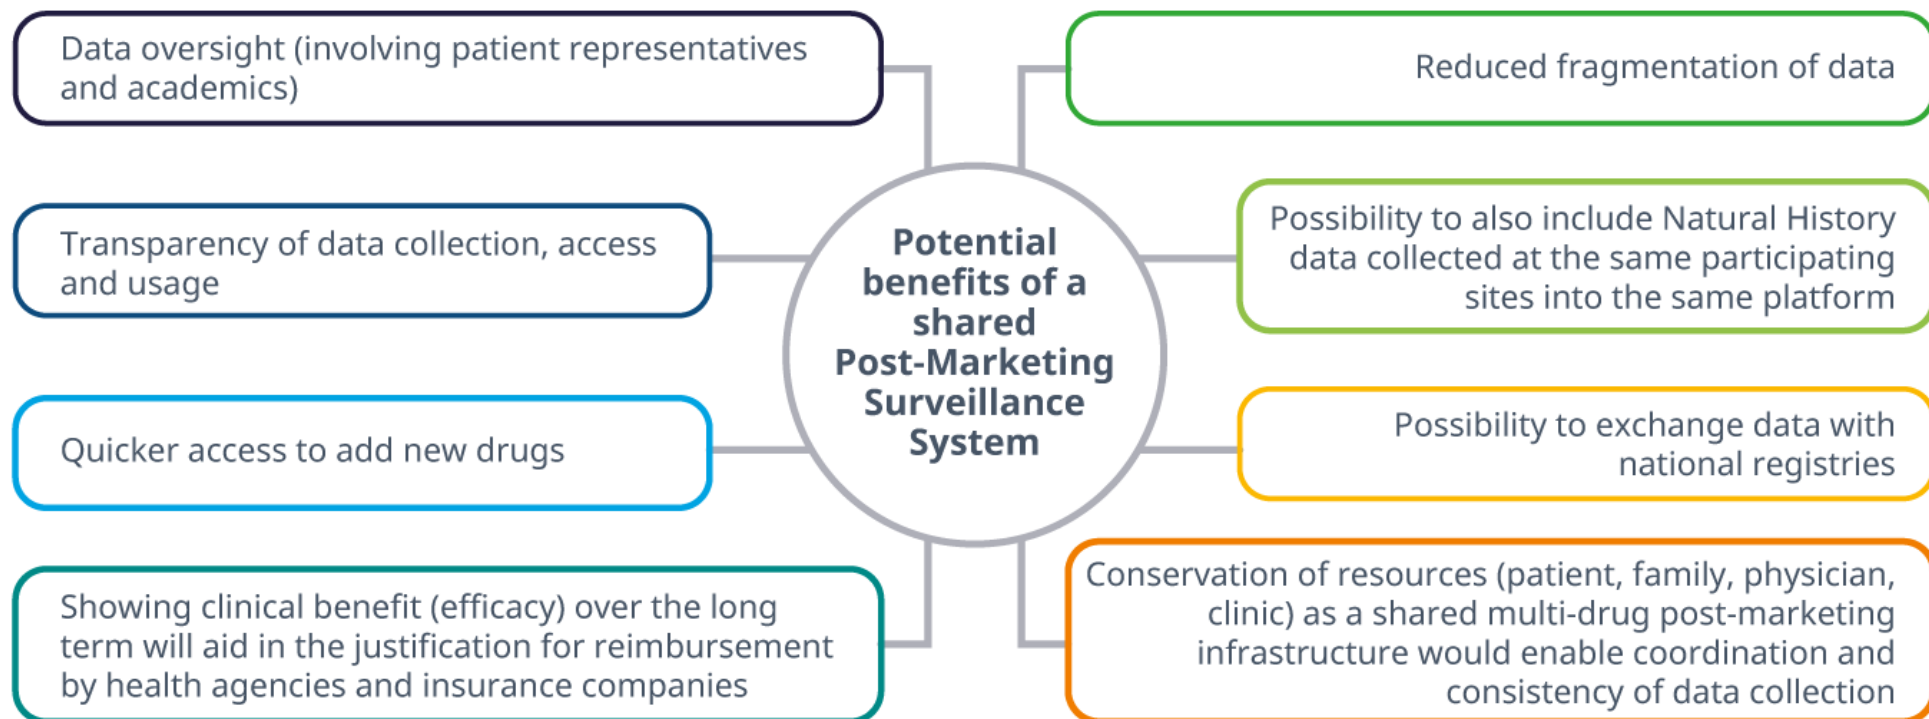 Data oversight (involving patient representatives
and academics)
Transparency of data collection, access
and usage
Quicker access to add new drugs
Showing clinical benefit (efficacy) over the long
term will aid in the justification for reimbursement
by health agencies and insurance companies
Potential
benefits of a
shared
Post-Marketing
Surveillance
System
Reduced fragmentation of data
Possibility to also include Natural History
data collected at the same participating
sites into the same platform
Possibility to exchange data with
national registries
Conservation of resources (patient, family, physician,
clinic) as a shared multi-drug post-marketing
infrastructure would enable coordination and
consistency of data collection